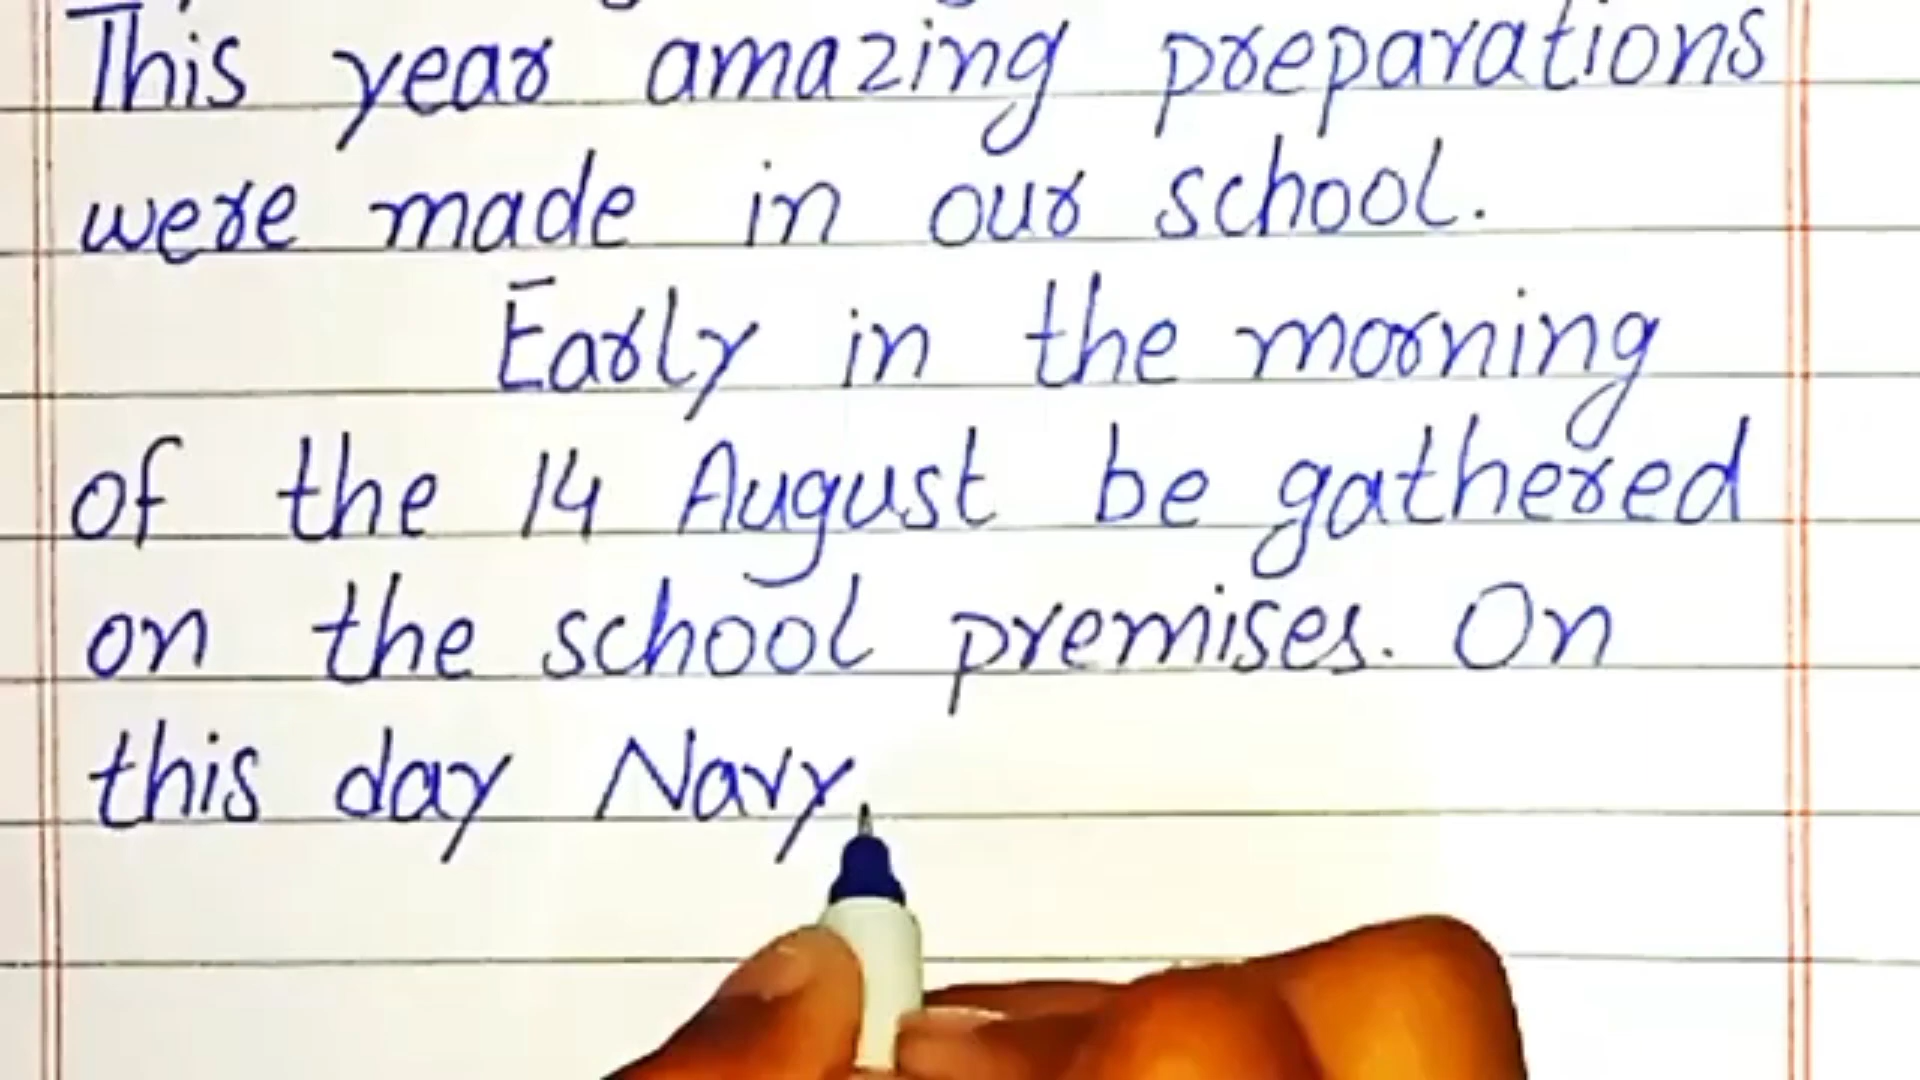 This year amazing preparations
were made in our school.
Early in the morning
of the 14 August be gathered
on the school premises. On
this day Navy